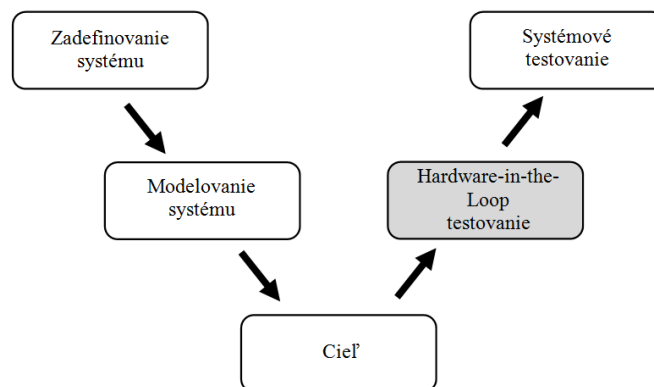 Zadefinovanie
systému
Systémové
testovanie
Modelovanie
systému
Hardware-in-the-
Loop
testovanie
Cieľ